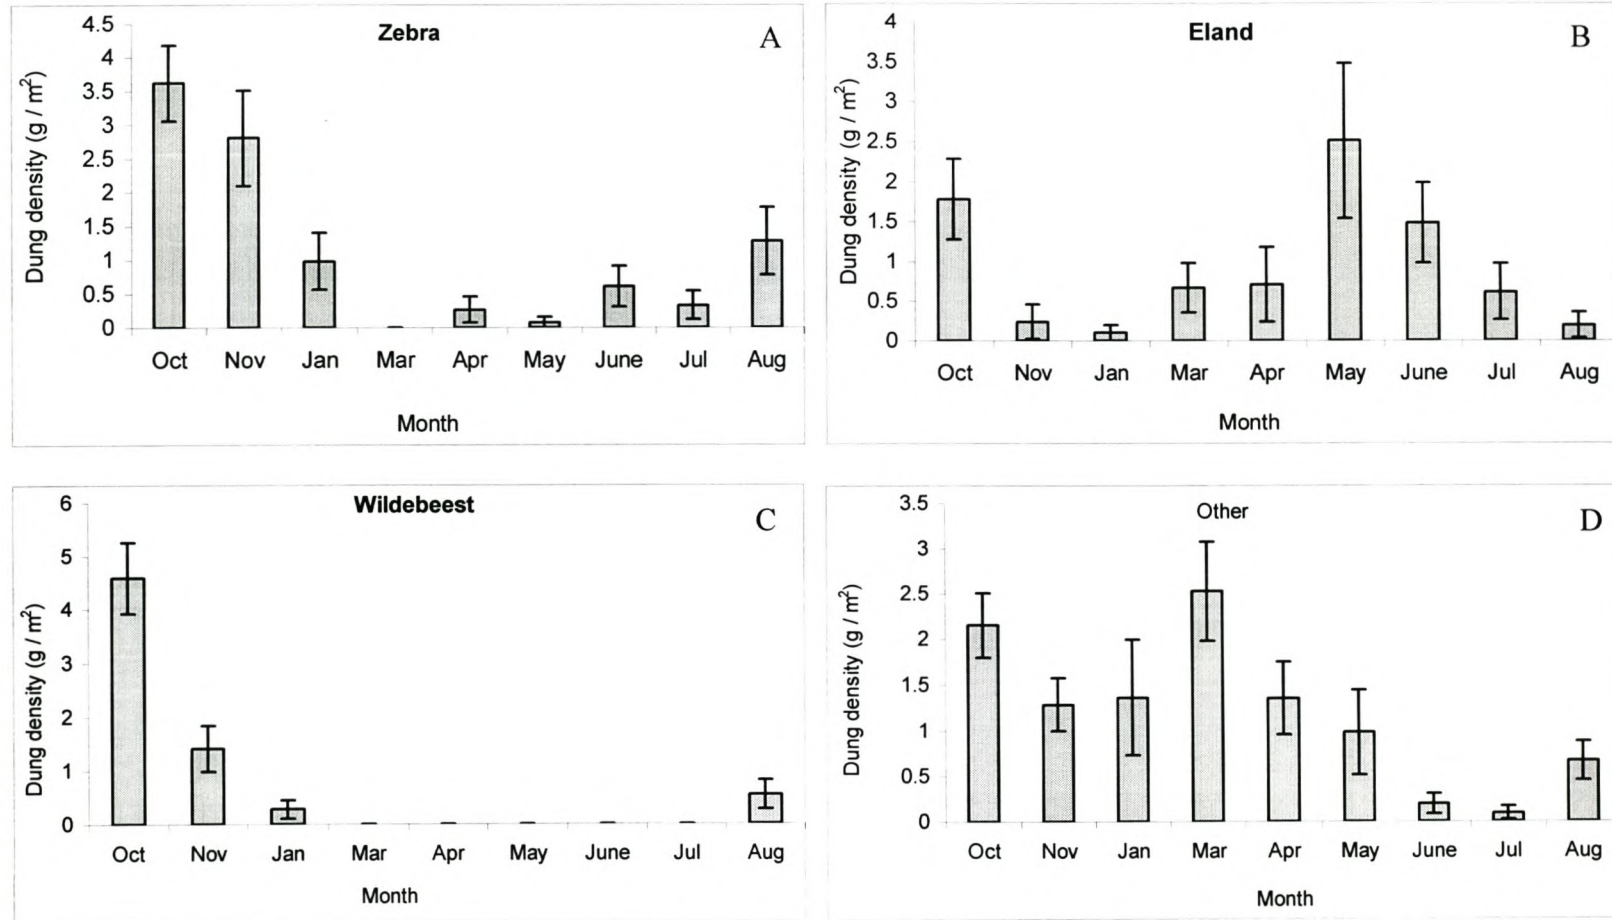 Zebra
A
Dung density (g / m²)
4.5
4
3.5
3
2.5
2
1.5
1
0.5
0
Oct Nov Jan Mar Apr May June Jul Aug
Month
Eland
B
Dung density (g / m²)
4
3.5
3
2.5
2
1.5
1
0.5
0
Oct Nov Jan Mar Apr May June Jul Aug
Month
Wildebeest
C
Dung density (g / m²)
6
5
4
3
2
1
0
Oct Nov Jan Mar Apr May June Jul Aug
Month
Other
D
Dung density (g / m²)
3.5
3
2.5
2
1.5
1
0.5
0
Oct Nov Jan Mar Apr May June Jul Aug
Month